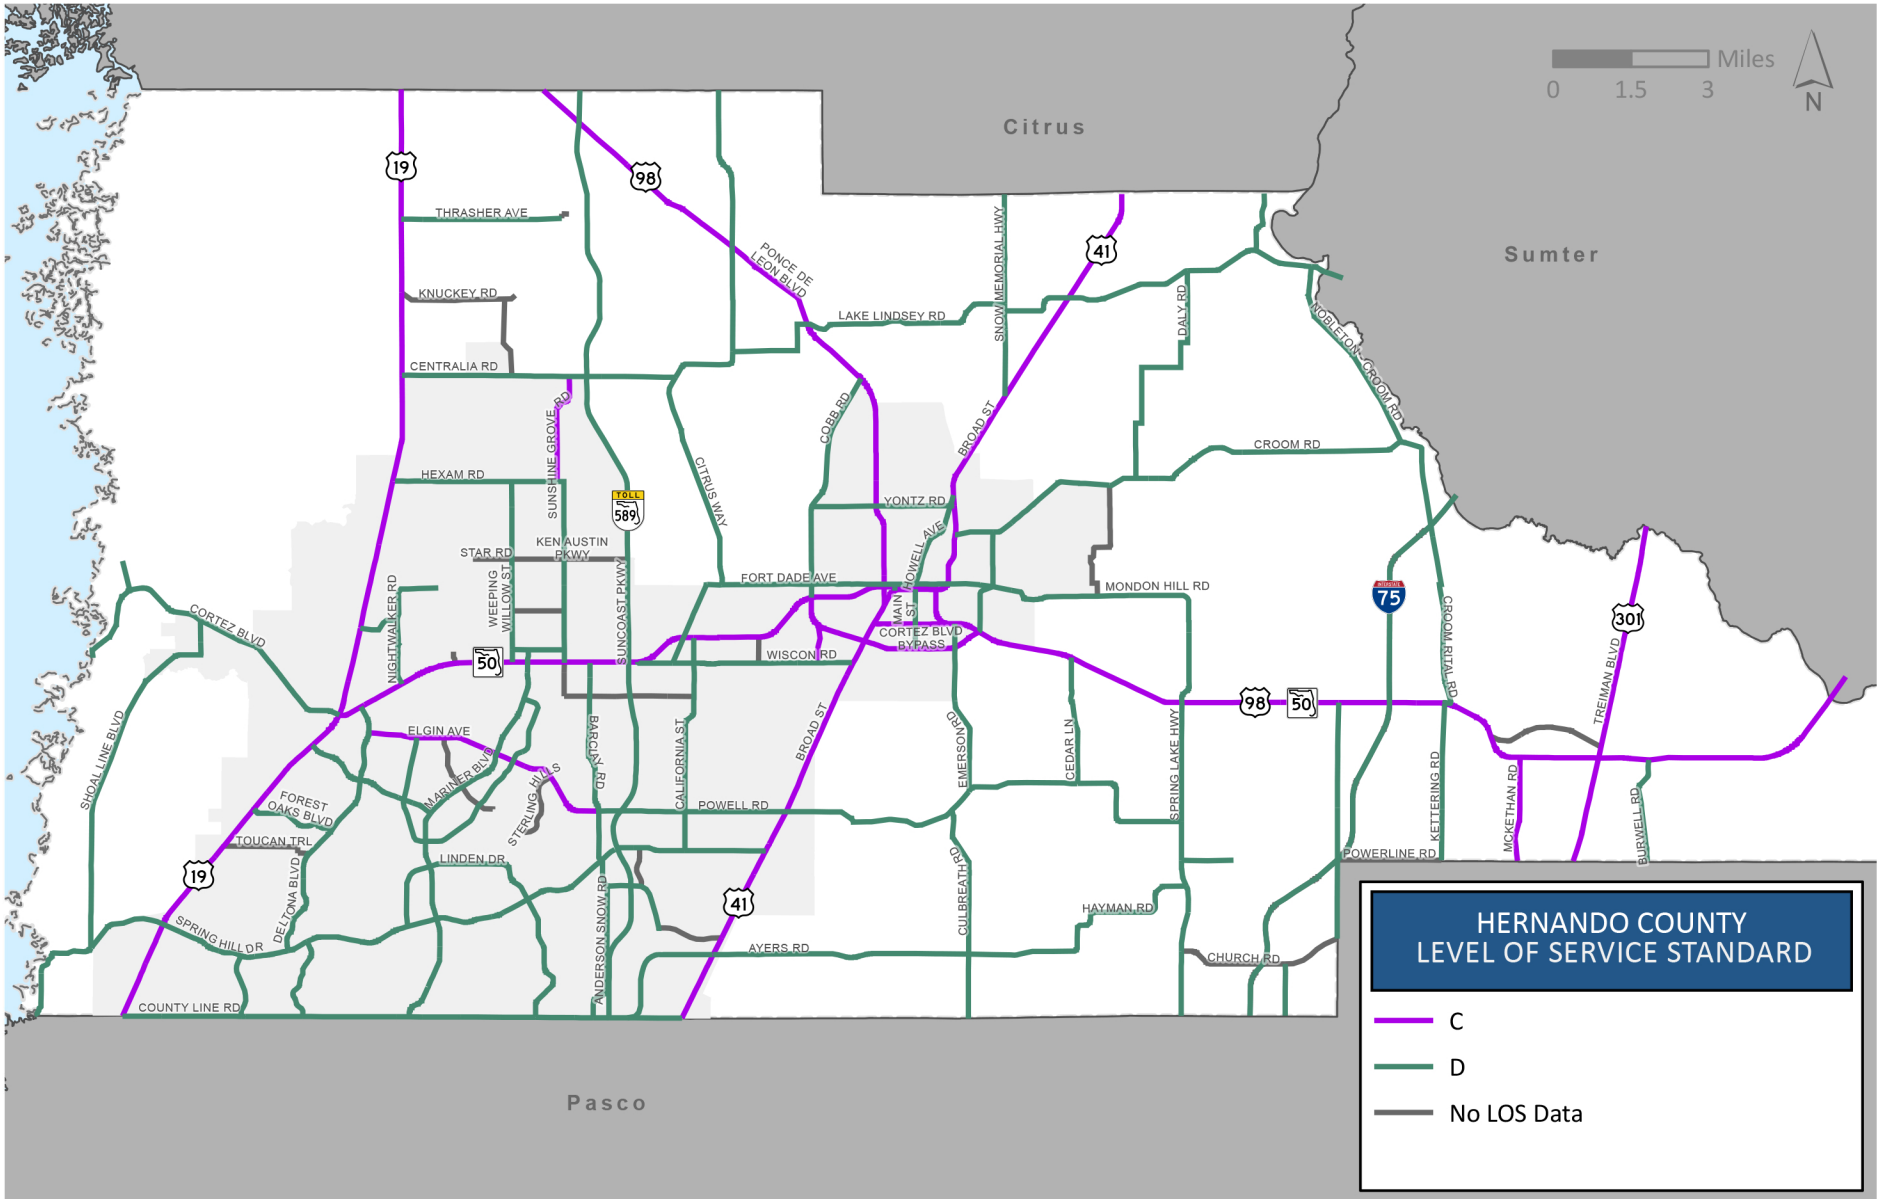 Miles
0 1.5 3
N
Citrus
Sumter
Pasco
19
98
41
THRASHER AVE
SNOW MEMORIAL HWY
PONCE DE
LEON BLVD
KNUCKEY RD
LAKE LINDSEY RD
DALY RD
NOBLETON CROOM RD
CENTRALIA RD
SUNSHINE GROVE RD
COBB RD
BROAD ST
CROOM RD
HEXAM RD
CITRUS WAY
TOLL
589
YONTZ RD
HOWELL AVE
STAR RD
KEN AUSTIN
PKWY
WEEPING
WILLOW ST
SUNCOAST PKWY
FORT DADE AVE
MAIN
ST
MONDON HILL RD
INTERSTATE
75
CROOM RITAL RD
301
TREIMAN BLVD
NIGHTWALKER RD
CORTEZ BLVD
CORTEZ BLVD
BYPASS
WISCON RD
50
98
50
SHOAL LINE BLVD
ELGIN AVE
MARINER BLVD
STERLING HILLS
BARCLAY RD
CALIFORNIA ST
BROAD ST
EMERSON RD
CEDAR LN
SPRING LAKE HWY
KETTERING RD
MCKETHAN RD
BURWELL RD
FOREST
OAKS BLVD
POWELL RD
TOUCAN TRL
LINDEN DR
POWERLINE RD
19
DELTONA BLVD
ANDERSON SNOW RD
41
CULBREATH RD
HAYMAN RD
SPRING HILL DR
AYERS RD
CHURCH RD
COUNTY LINE RD
HERNANDO COUNTY
LEVEL OF SERVICE STANDARD
C
D
No LOS Data